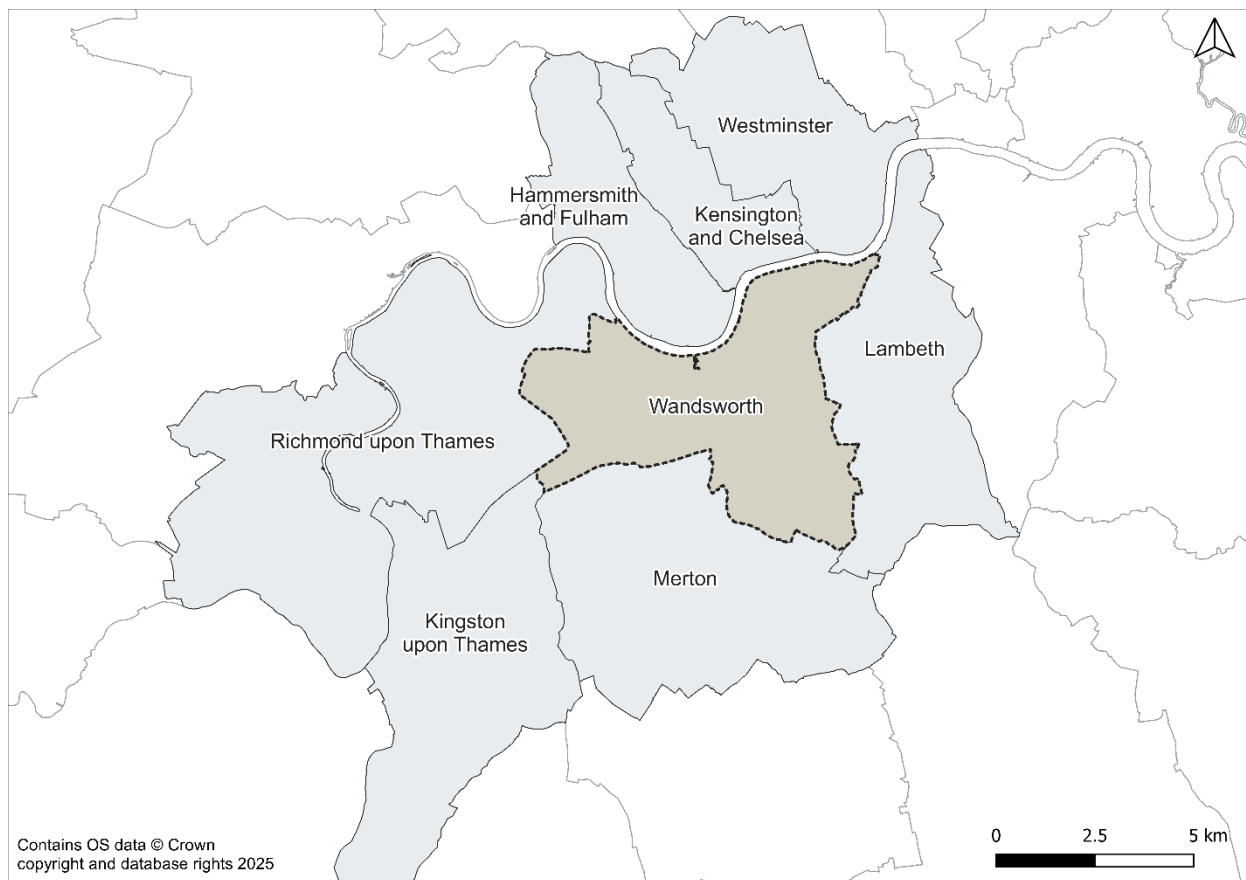 Westminster
Hammersmith
and Fulham
Kensington
and Chelsea
Lambeth
Wandsworth
Richmond upon Thames
Merton
Kingston
upon Thames
Contains OS data © Crown
copyright and database rights 2025
0 2.5 5 km